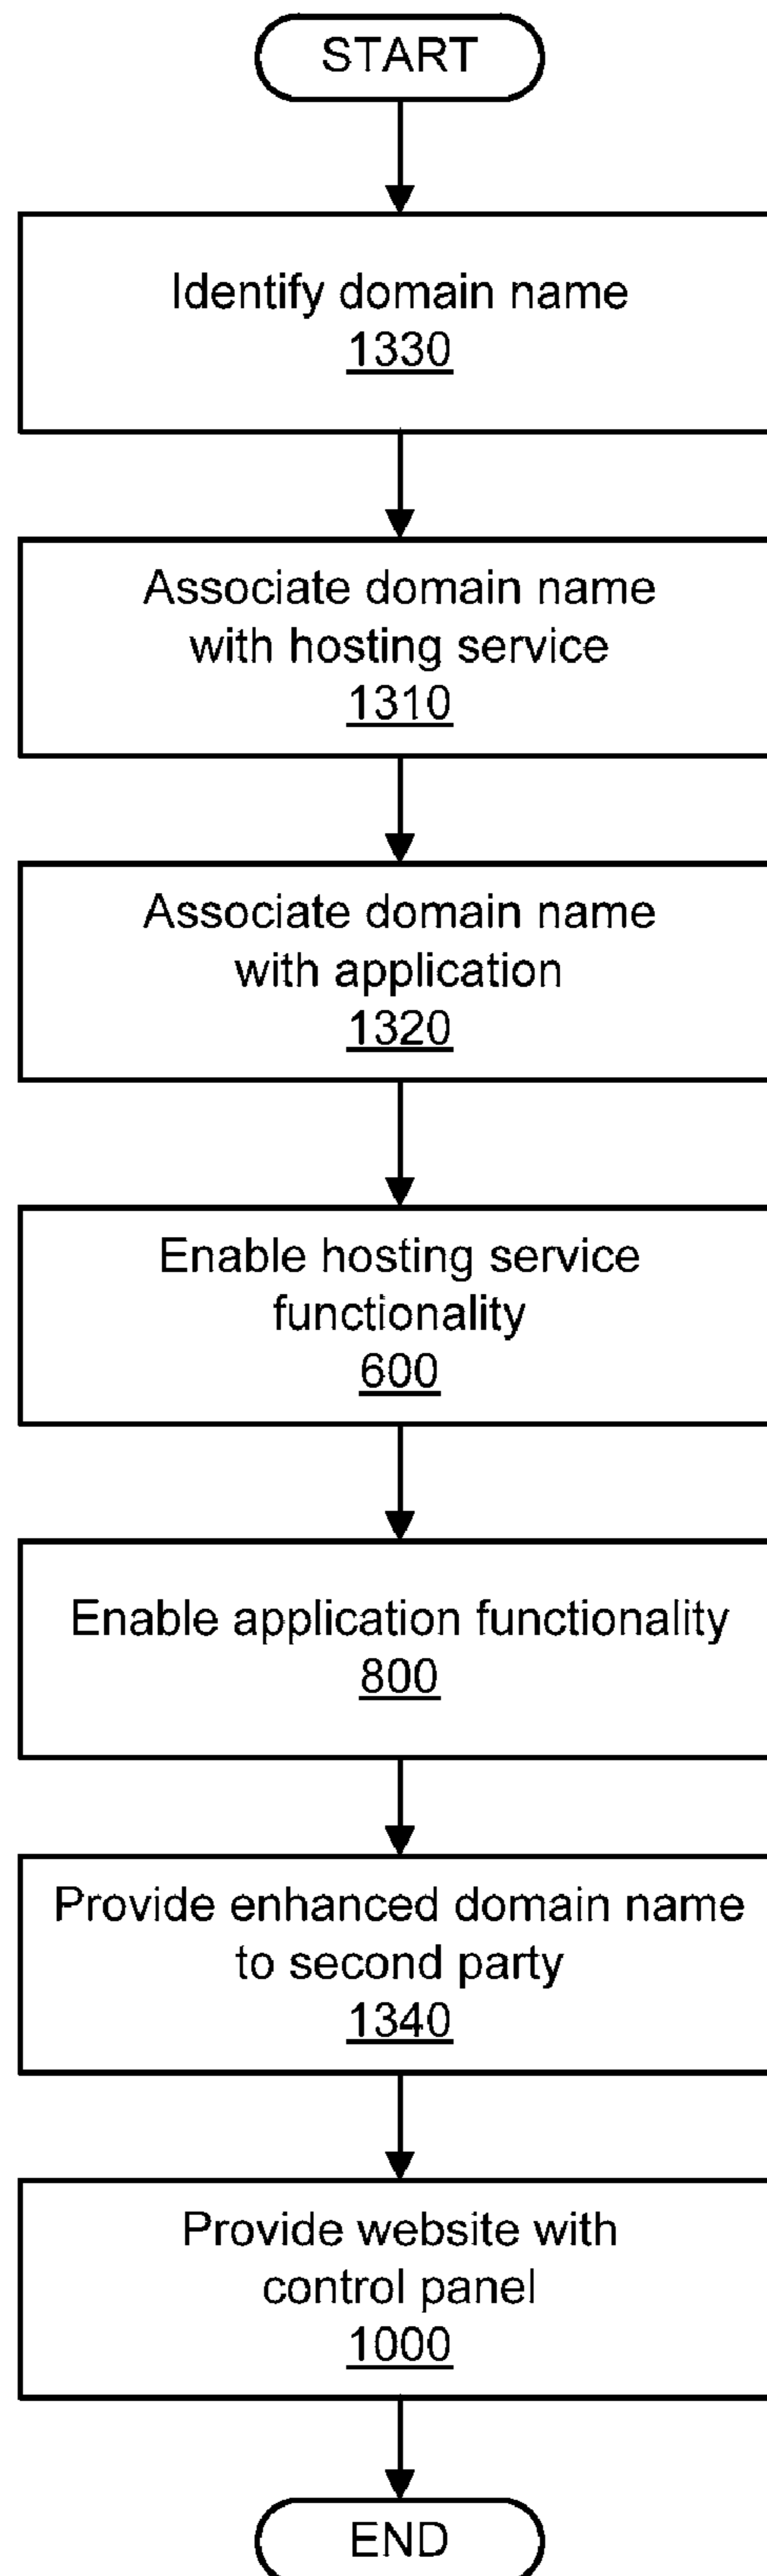 START
Identify domain name
1330
Associate domain name
with hosting service
1310
Associate domain name
with application
1320
Enable hosting service
functionality
600
Enable application functionality
800
Provide enhanced domain name
to second party
1340
Provide website with
control panel
1000
END